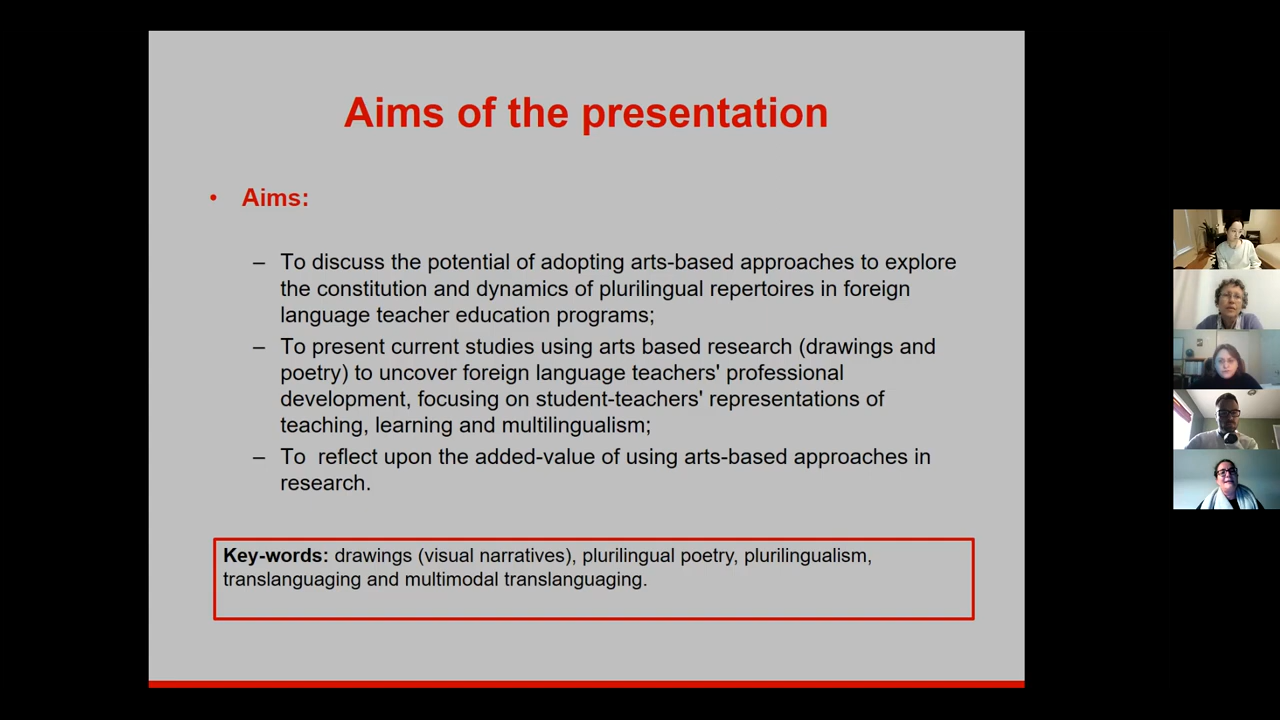 Aims of the presentation
• Aims:
– To discuss the potential of adopting arts-based approaches to explore
the constitution and dynamics of plurilingual repertoires in foreign
language teacher education programs;
– To present current studies using arts based research (drawings and
poetry) to uncover foreign language teachers' professional
development, focusing on student-teachers' representations of
teaching, learning and multilingualism;
– To  reflect upon the added-value of using arts-based approaches in
research.
Key-words: drawings (visual narratives), plurilingual poetry, plurilingualism,
translanguaging and multimodal translanguaging.